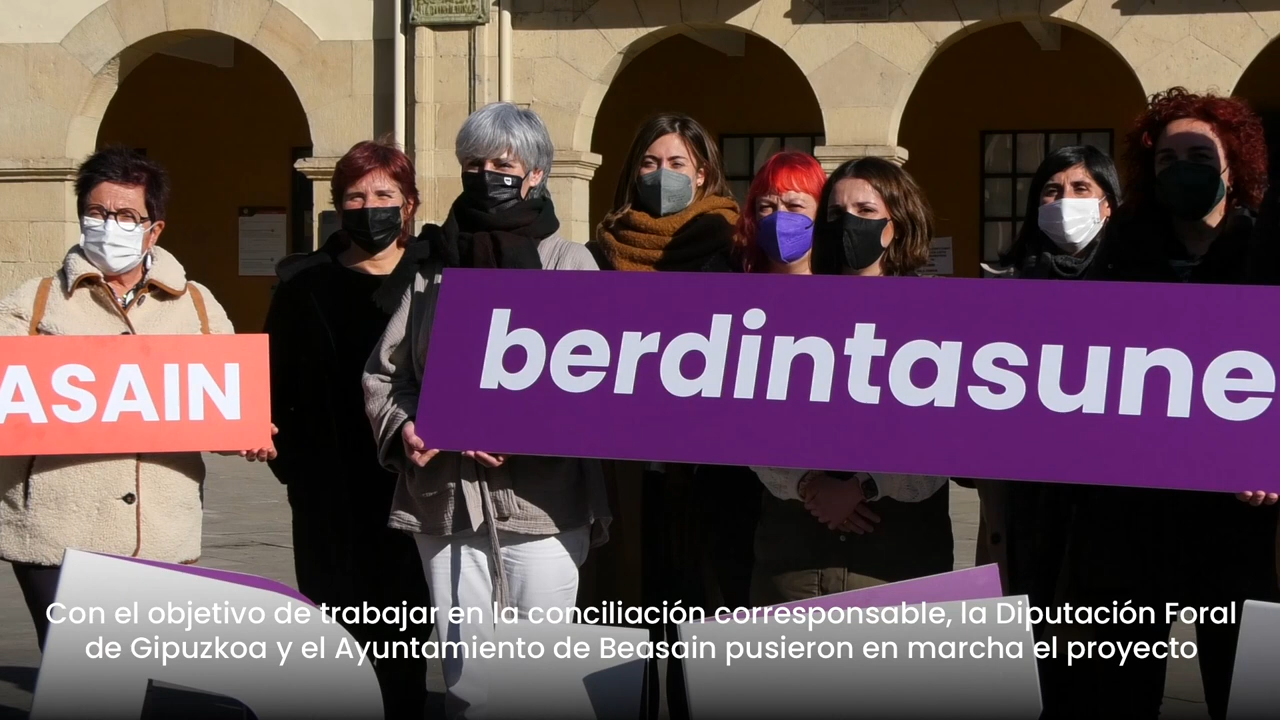 ASAIN
berdintasune
Con el objetivo de trabajar en la conciliación corresponsable, la Diputación Foral
de Gipuzkoa y el Ayuntamiento de Beasain pusieron en marcha el proyecto